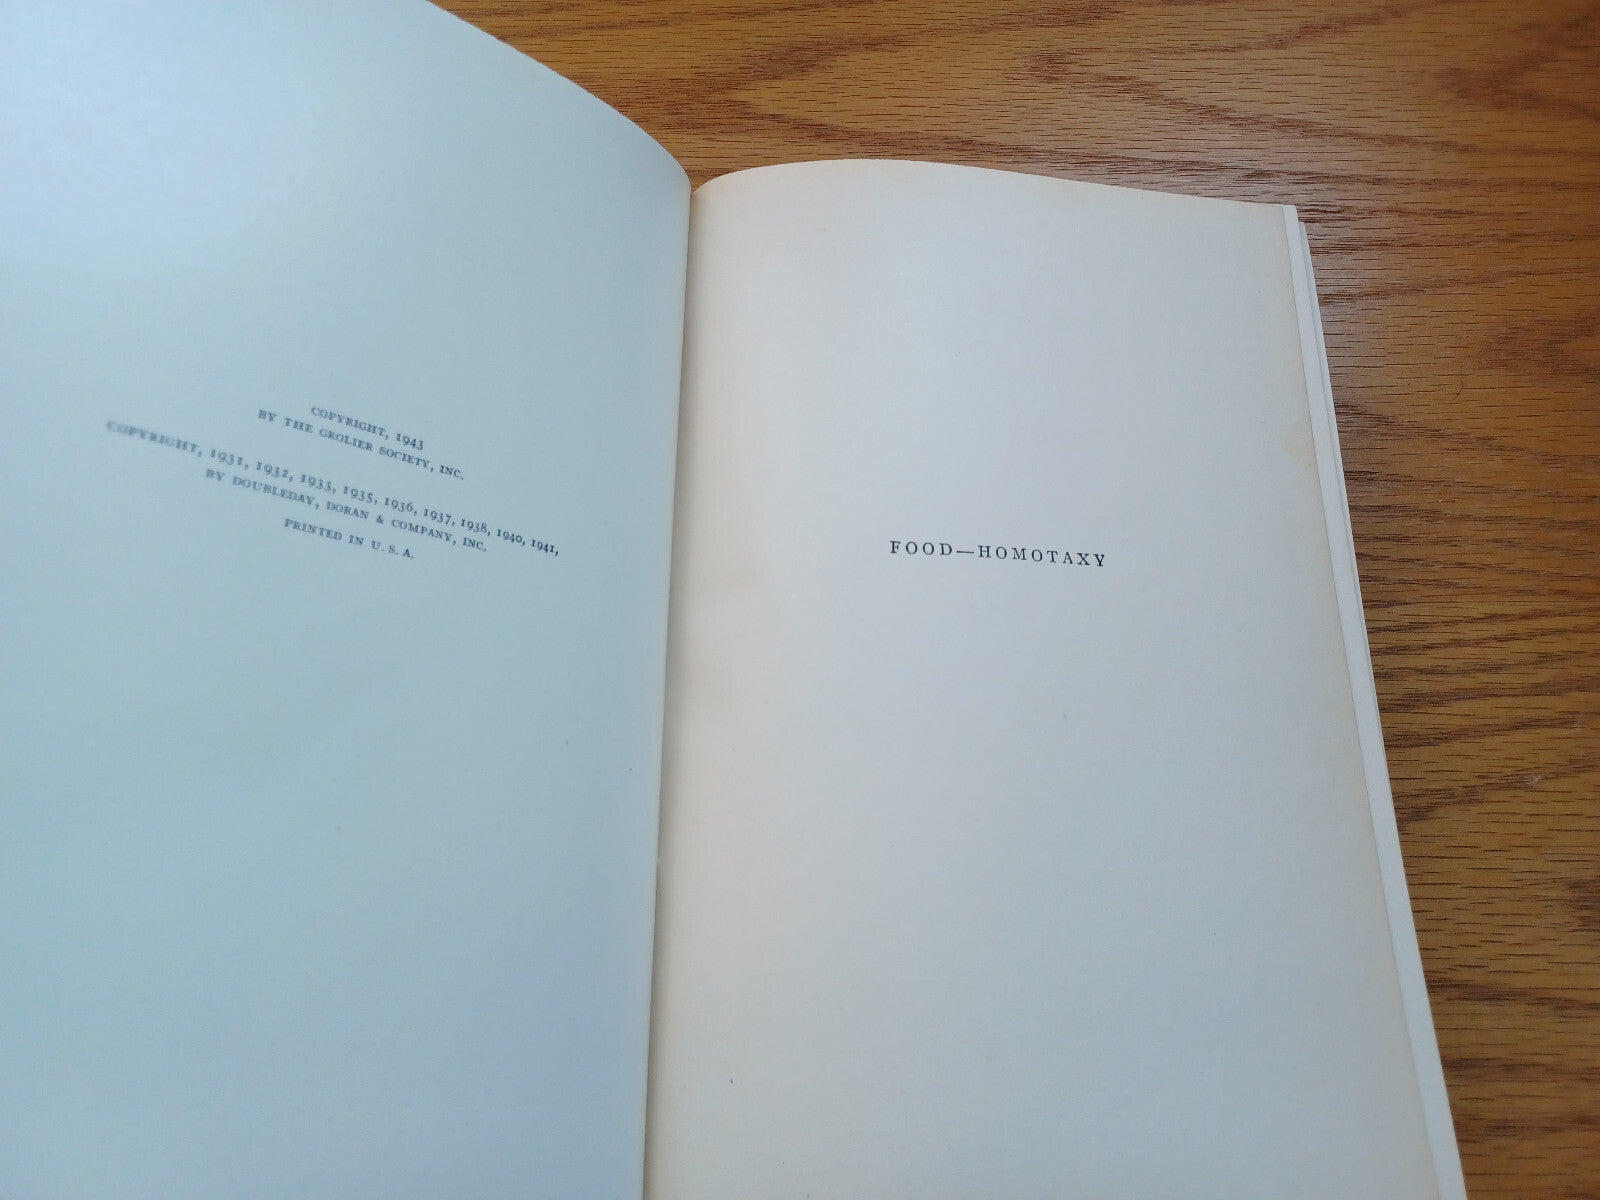 COPYRIGHT, 1943
BY THE GROLIER SOCIETY, INC.
COPYRIGHT, 1931, 1932, 1933, 1935, 1936, 1937, 1938, 1940, 1941,
BY DOUBLEDAY, DORAN & COMPANY, INC.
PRINTED IN U. S. A.
FOOD—HOMOTAXY